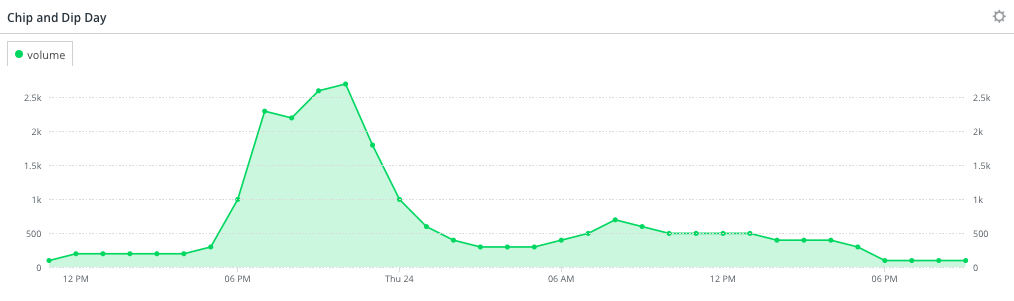 Chip and Dip Day
volume
2.5k 2.5k
2k 2k
1.5k 1.5k
1k 1k
500 500
0 0
12 PM 06 PM Thu 24 06 AM 12 PM 06 PM